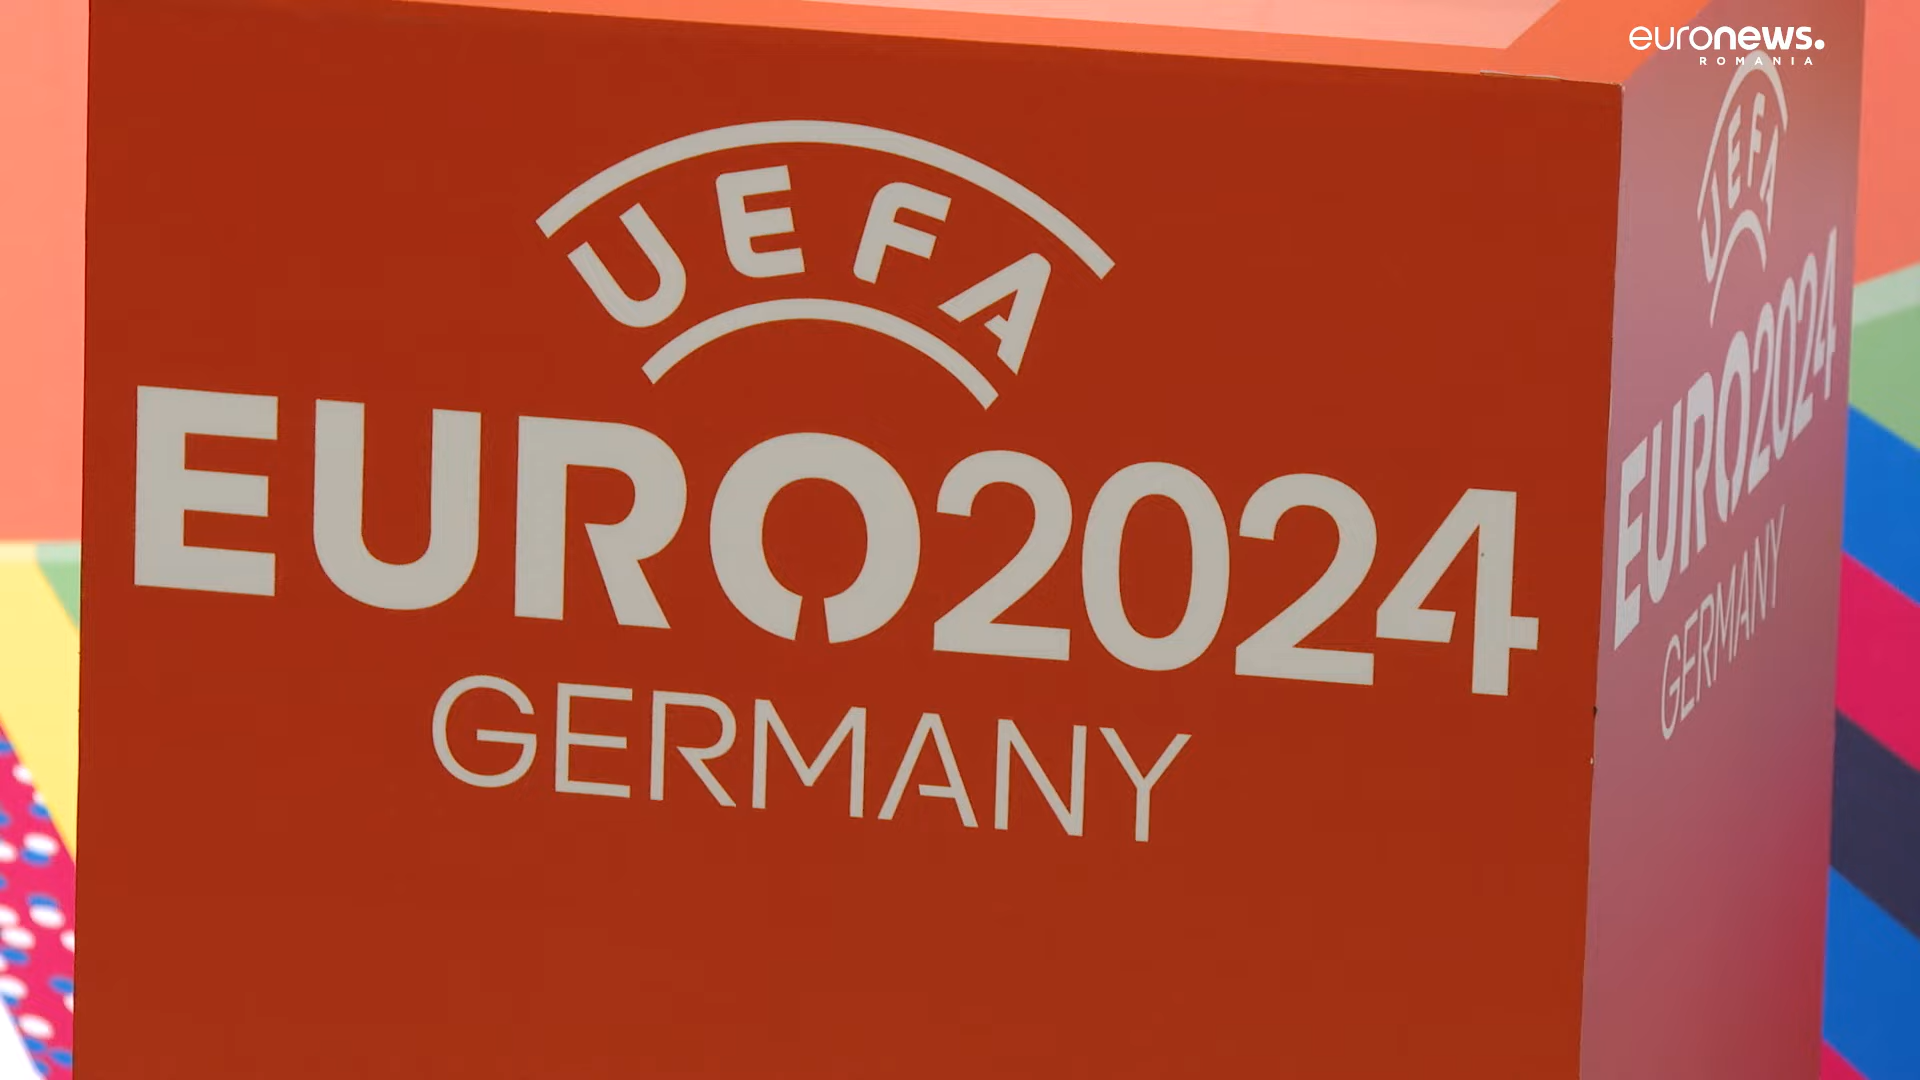 euronews.
ROMANIA
UEFA
EURO2024
GERMANY
UEFA
EURO2024
GERMANY